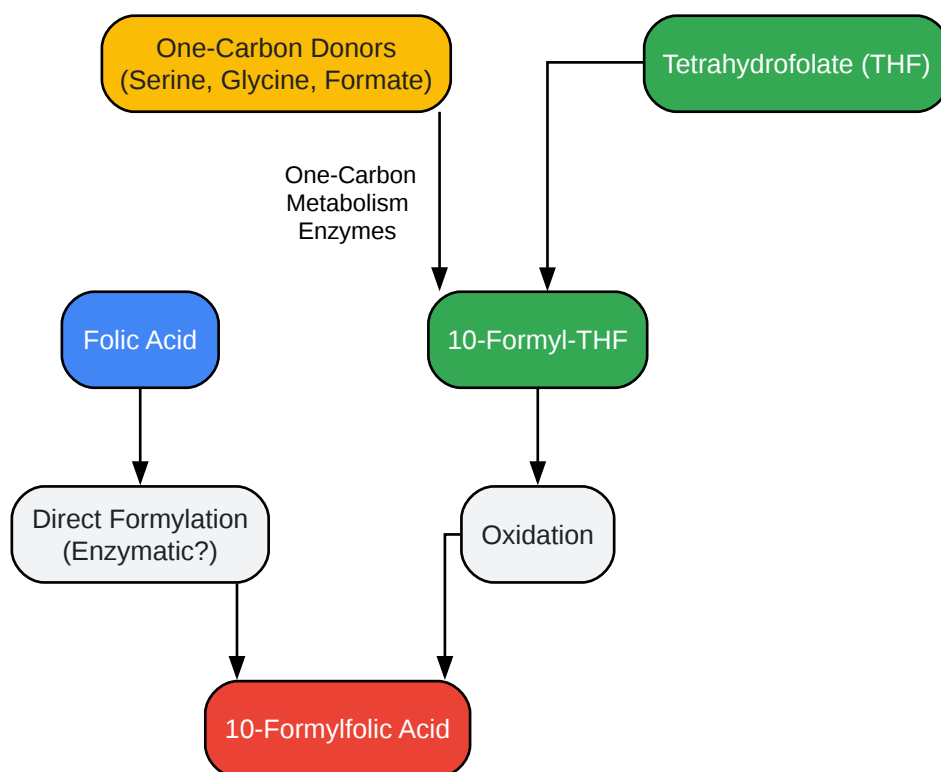 One-Carbon Donors
(Serine, Glycine, Formate)
Tetrahydrofolate (THF)
One-Carbon
Metabolism
Enzymes
Folic Acid
10-Formyl-THF
Direct Formylation
(Enzymatic?)
Oxidation
10-Formylfolic Acid